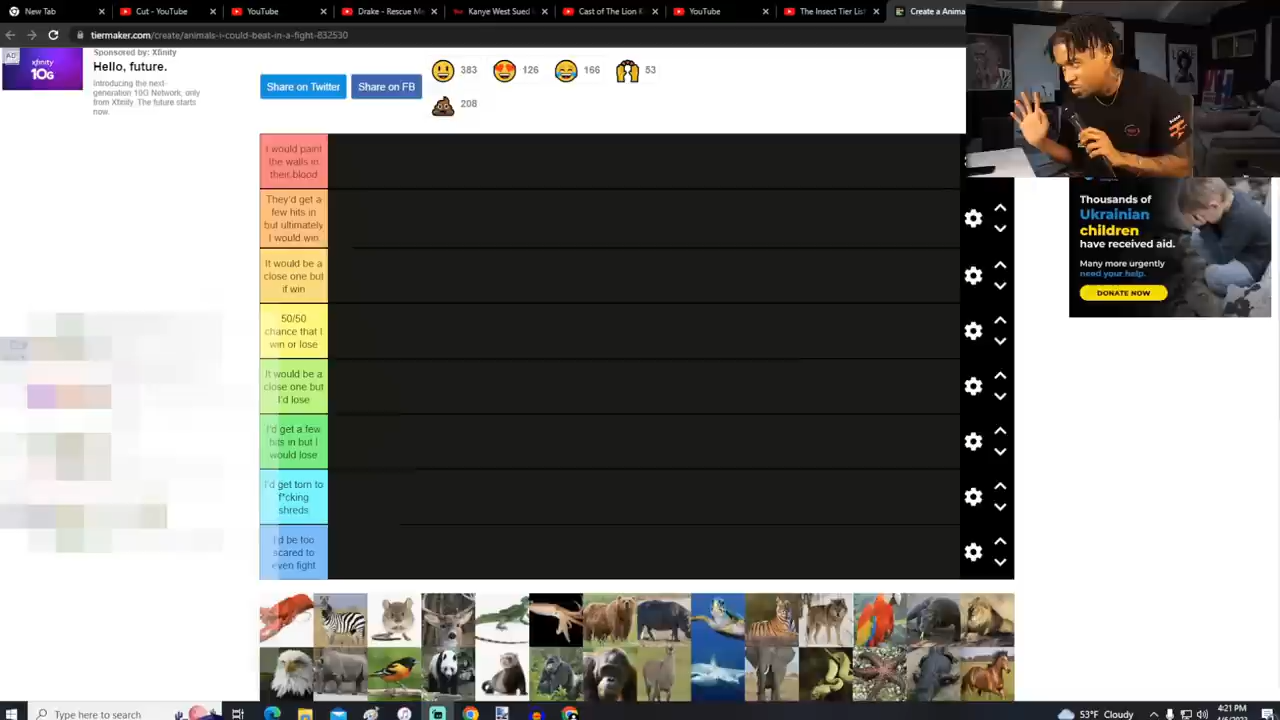 New Tab
Cut - YouTube
YouTube
Drake - Rescue Me
Kanye West Sued
Cast of The Lion K
YouTube
The Insect Tier List
Create a Anima
tiermaker.com/create/animals-i-could-beat-in-a-fight-832530
AD
Sponsored by: Xfinity
xfinity
10G
Hello, future.
Introducing the next-
generation 10G Network, only
from Xfinity. The future starts
now.
Share on Twitter
Share on FB
383
126
166
53
208
I would paint
the walls in
their blood
They'd get a
few hits in
but ultimately
I would win
It would be a
close one but
if win
50/50
chance that I
win or lose
It would be a
close one but
I'd lose
I'd get a few
hits in but I
would lose
I'd get torn to
f*cking
shreds
I'd be too
scared to
even fight
Thousands of
Ukrainian
children
have received aid.
Many more urgently
need your help.
DONATE NOW
Type here to search
53°F Cloudy
4:21 PM